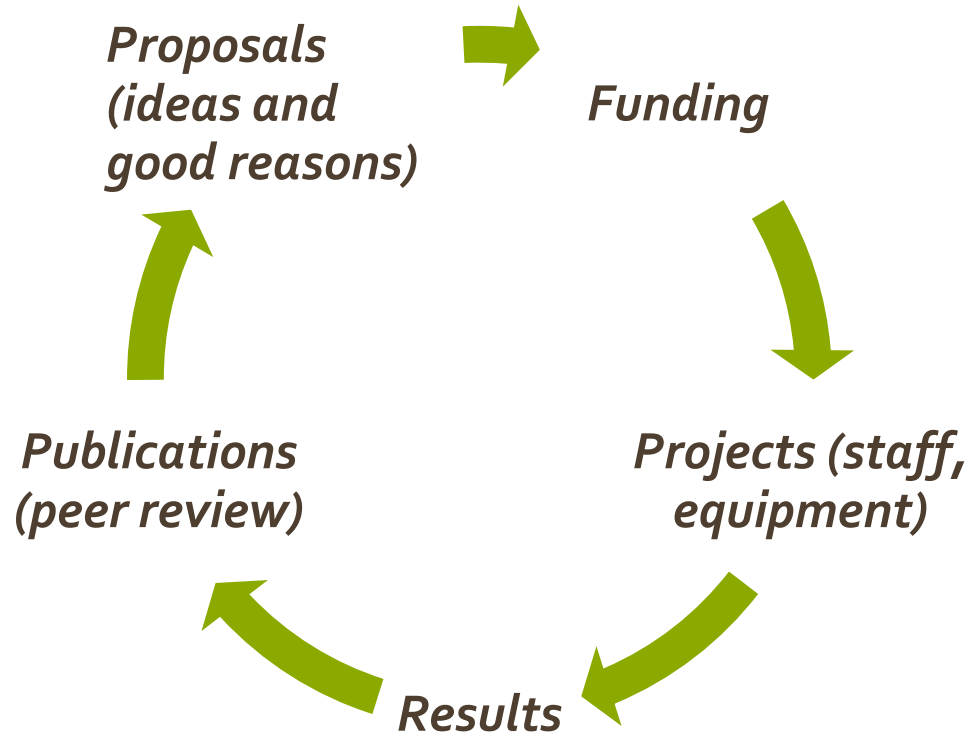 Proposals
(ideas and
good reasons)
Funding
Projects (staff,
equipment)
Results
Publications
(peer review)